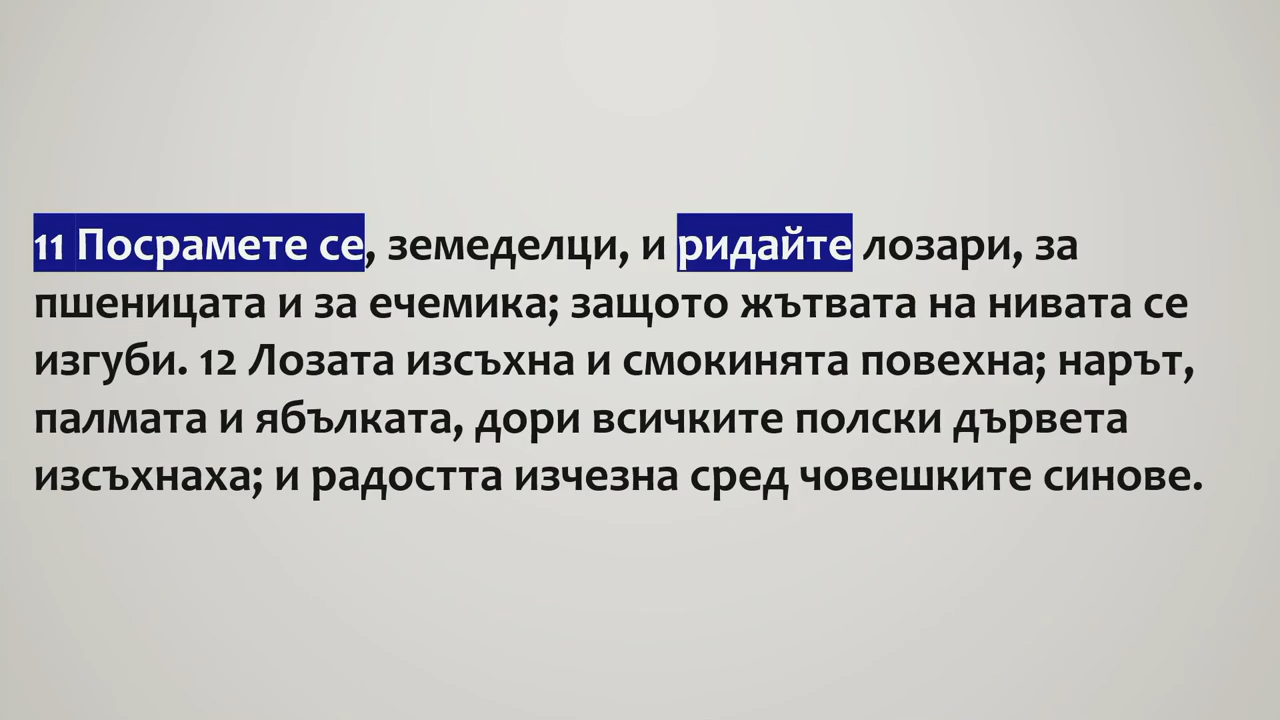 11 Посрамете се, земеделци, и ридайте лозари, за
пшеницата и за ечемика; защото жътвата на нивата се
изгуби. 12 Лозата изсъхна и смокинята повехна; нарът,
палмата и ябълката, дори всичките полски дървета
изсъхнаха; и радостта изчезна сред човешките синове.